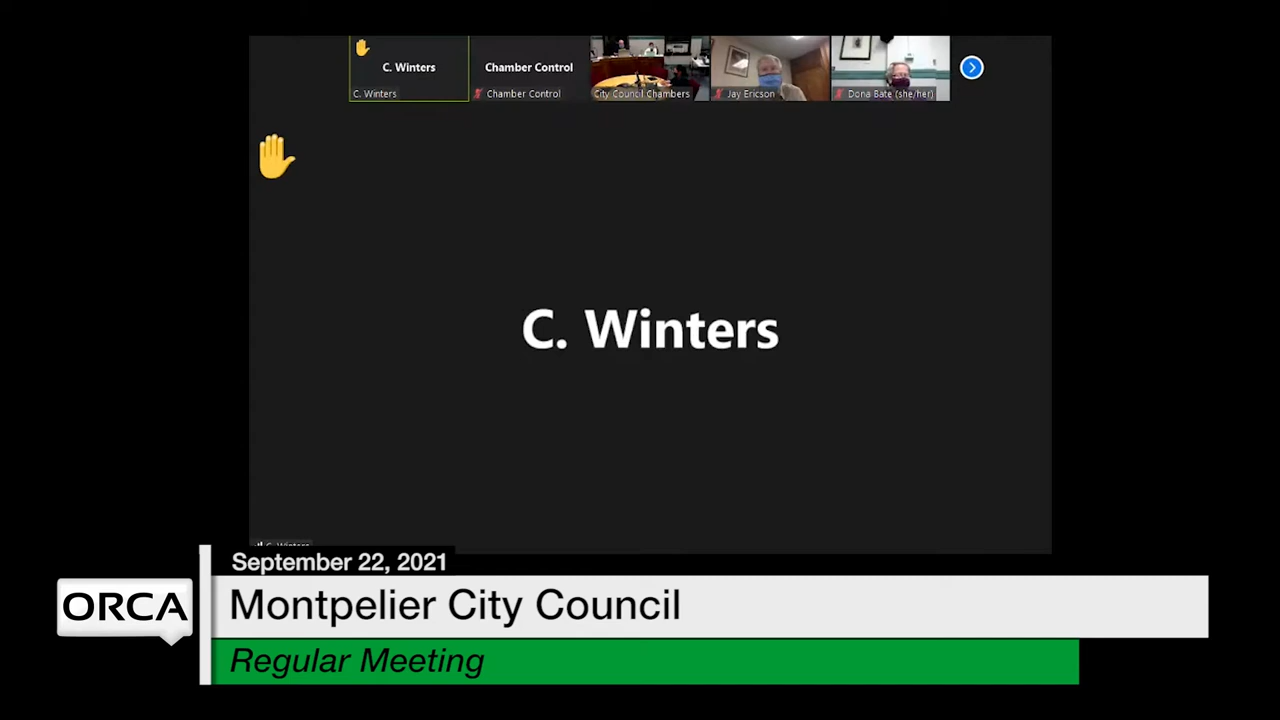 C. Winters
C. Winters
Chamber Control
Chamber Control
City Council Chambers
Jay Ericson
Dona Bate (she/her)
C. Winters
C. Winters
September 22, 2021
ORCA
Montpelier City Council
Regular Meeting